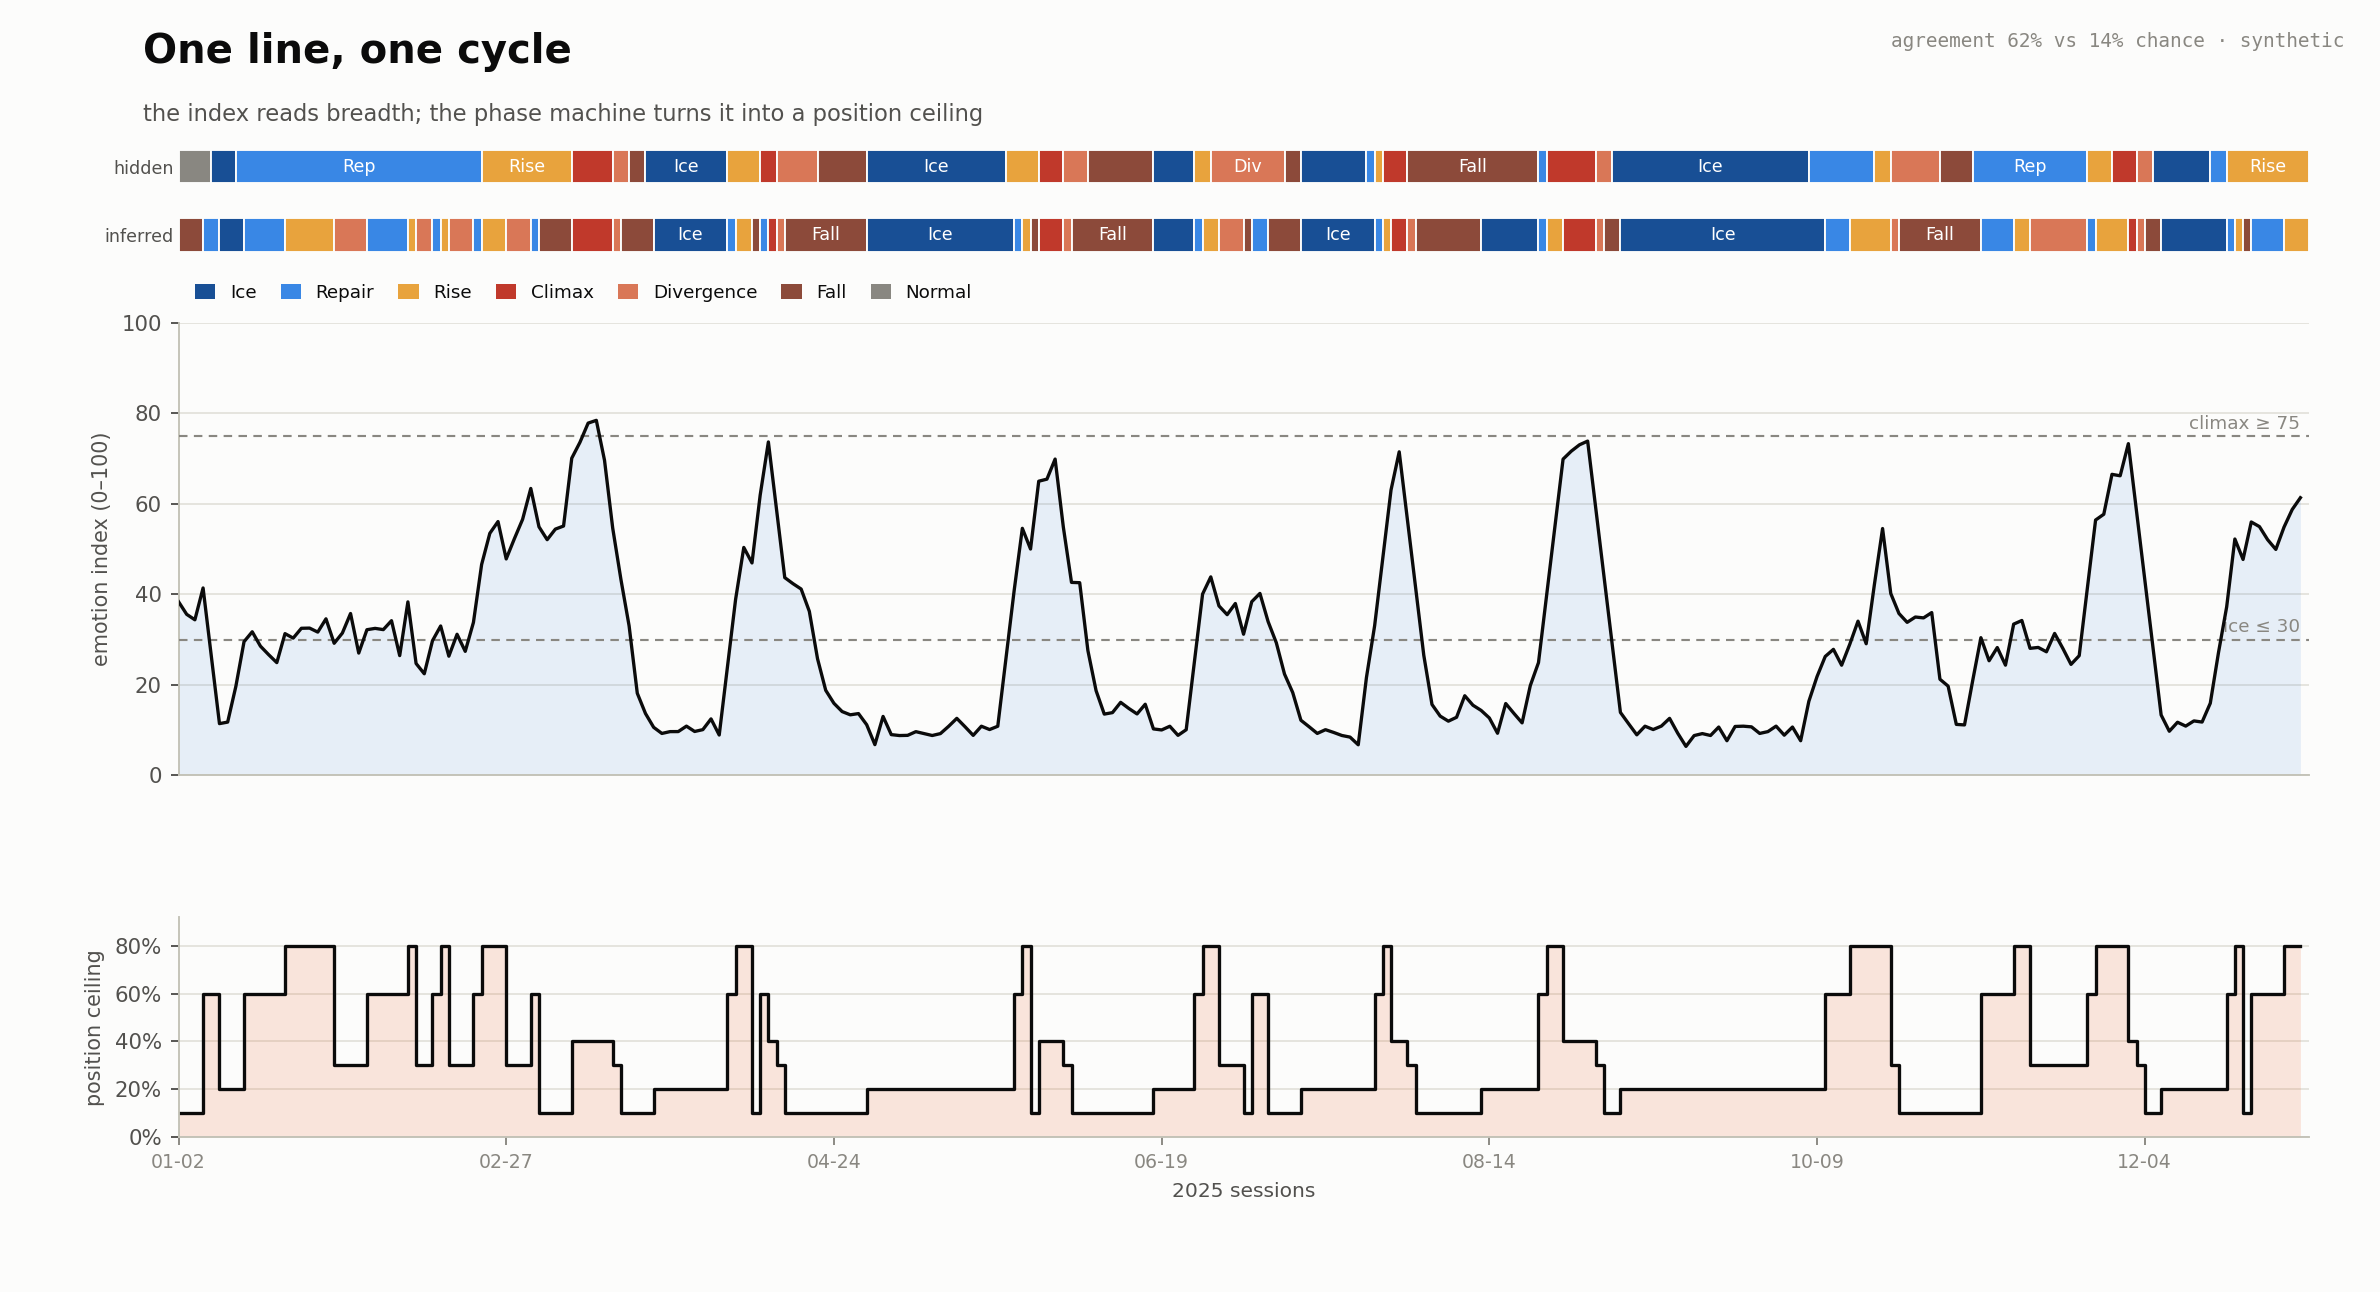 One line, one cycle
agreement 62% vs 14% chance · synthetic
the index reads breadth; the phase machine turns it into a position ceiling
hidden
Rep Rise Ice Ice Div Fall Ice Rep Rise
inferred
Ice Fall Ice Fall Ice Ice Fall
Ice Repair Rise Climax Divergence Fall Normal
emotion index (0–100)
100
80
60
40
20
0
climax ≥ 75
ice ≤ 30
position ceiling
80%
60%
40%
20%
0%
01-02 02-27 04-24 06-19 08-14 10-09 12-04
2025 sessions